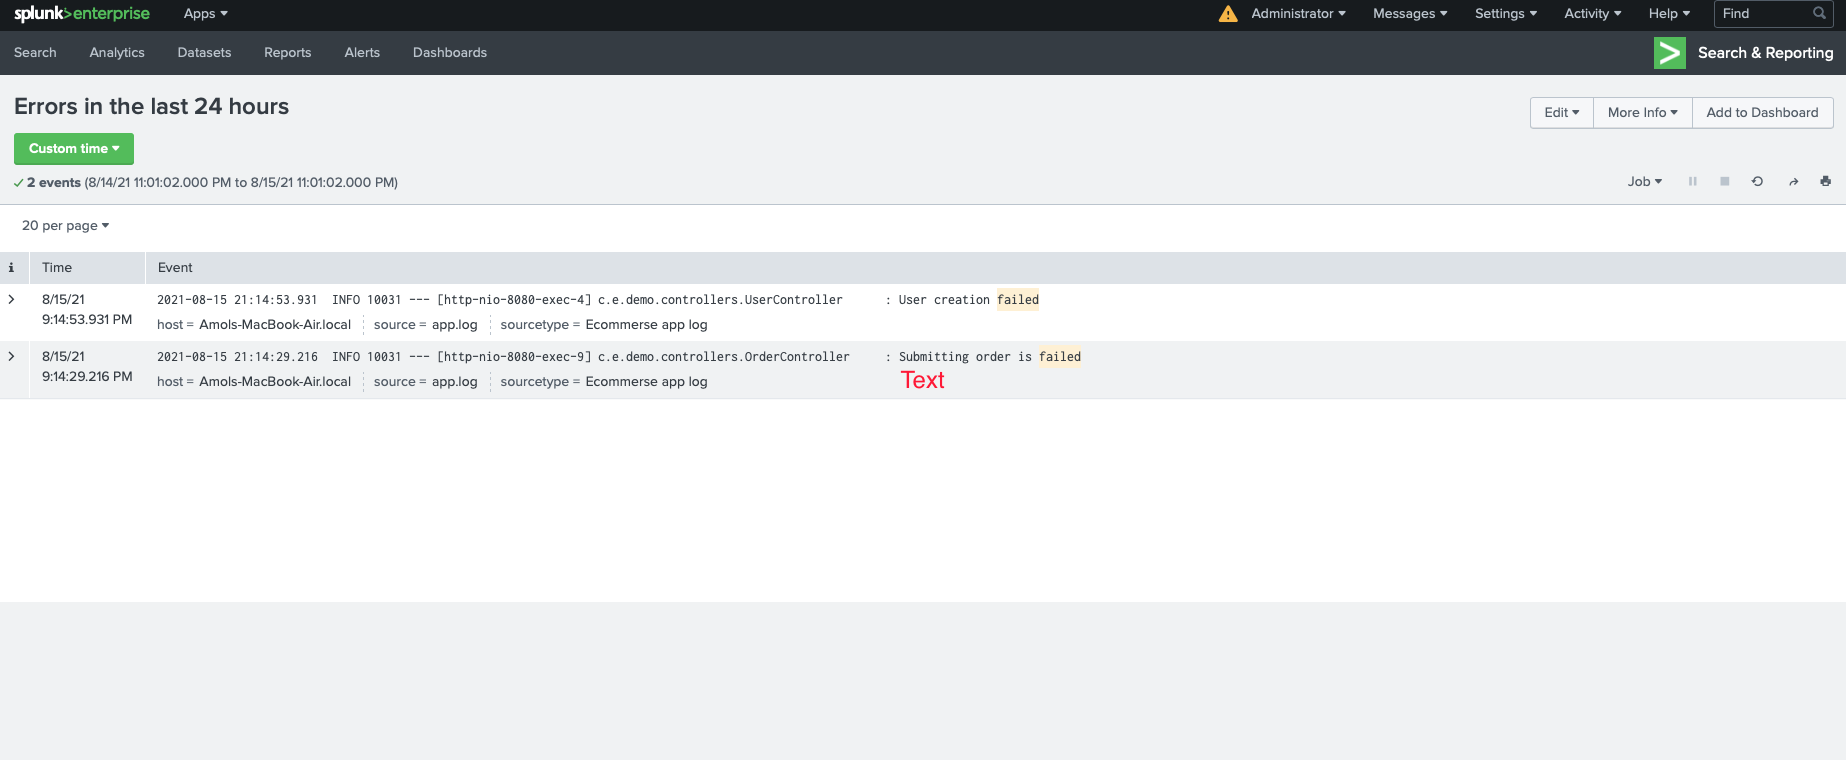 splunk>enterprise Apps Administrator Messages Settings Activity Help Find
Search Analytics Datasets Reports Alerts Dashboards Search & Reporting
Errors in the last 24 hours
Edit More Info Add to Dashboard
Custom time
2 events (8/14/21 11:01:02.000 PM to 8/15/21 11:01:02.000 PM)
Job
20 per page
i Time Event
8/15/21 2021-08-15 21:14:53.931 INFO 10031 --- [http-nio-8080-exec-4] c.e.demo.controllers.UserController : User creation failed
9:14:53.931 PM
host = Amols-MacBook-Air.local source = app.log sourcetype = Ecommerse app log
8/15/21 2021-08-15 21:14:29.216 INFO 10031 --- [http-nio-8080-exec-9] c.e.demo.controllers.OrderController : Submitting order is failed
9:14:29.216 PM
host = Amols-MacBook-Air.local source = app.log sourcetype = Ecommerse app log
Text